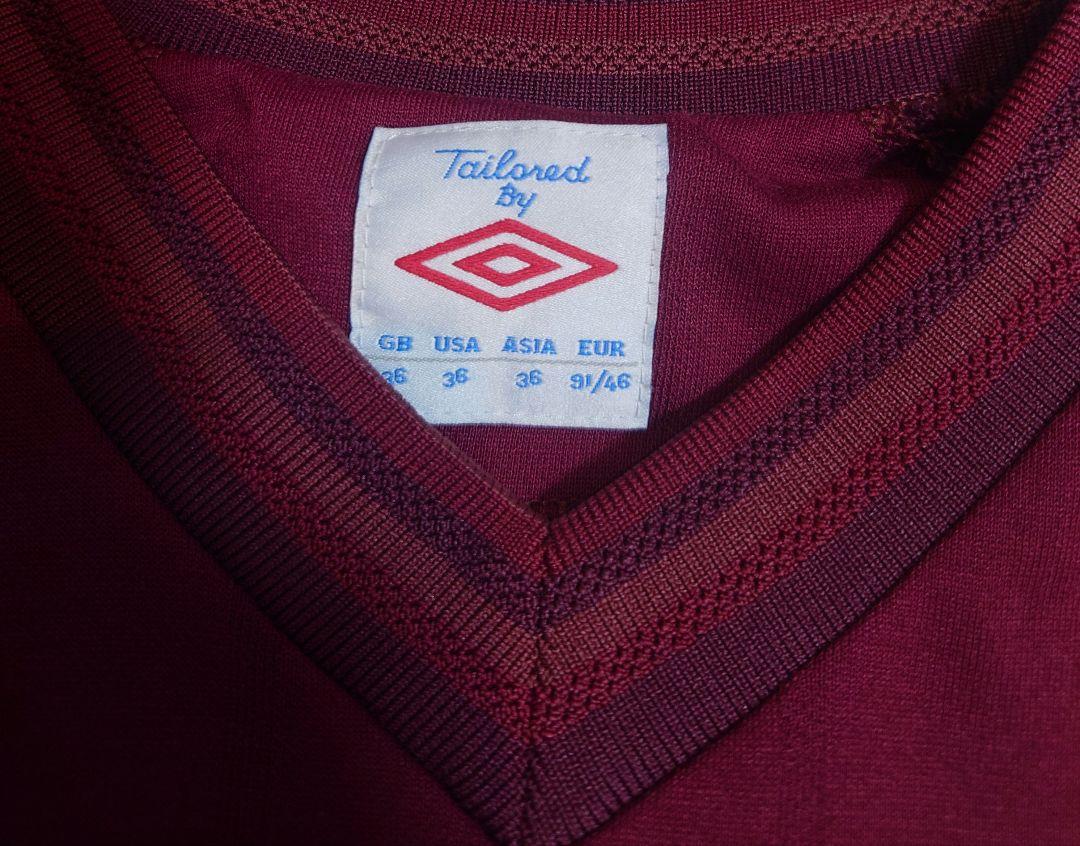 Tailored
By
GB USA ASIA EUR
36 36 36 91/46